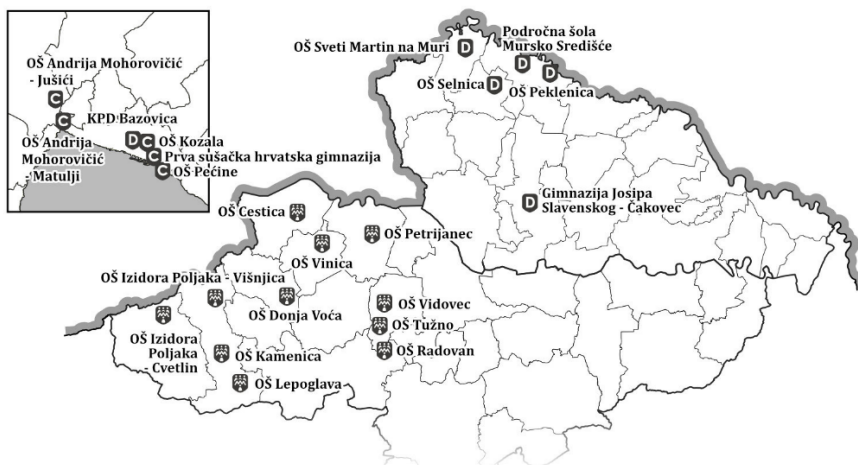 OŠ Andrija Mohorovičić
- Jušići
C
C
KPD Bazovica
D
C
OŠ Kozala
C
Prva sušačka hrvatska gimnazija
C
OŠ Pećine
OŠ Andrija
Mohorovičić
- Matulji
OŠ Sveti Martin na Muri
D
Područna šola
Mursko Središće
D
D
OŠ Selnica
D
OŠ Peklenica
D
Gimnazija Josipa
Slavenskog - Čakovec
OŠ Cestica
OŠ Petrijanec
OŠ Vinica
OŠ Izidora Poljaka - Višnjica
OŠ Donja Voća
OŠ Vidovec
OŠ Tužno
OŠ Radovan
OŠ Izidora
Poljaka
- Cvetlin
OŠ Kamenica
OŠ Lepoglava